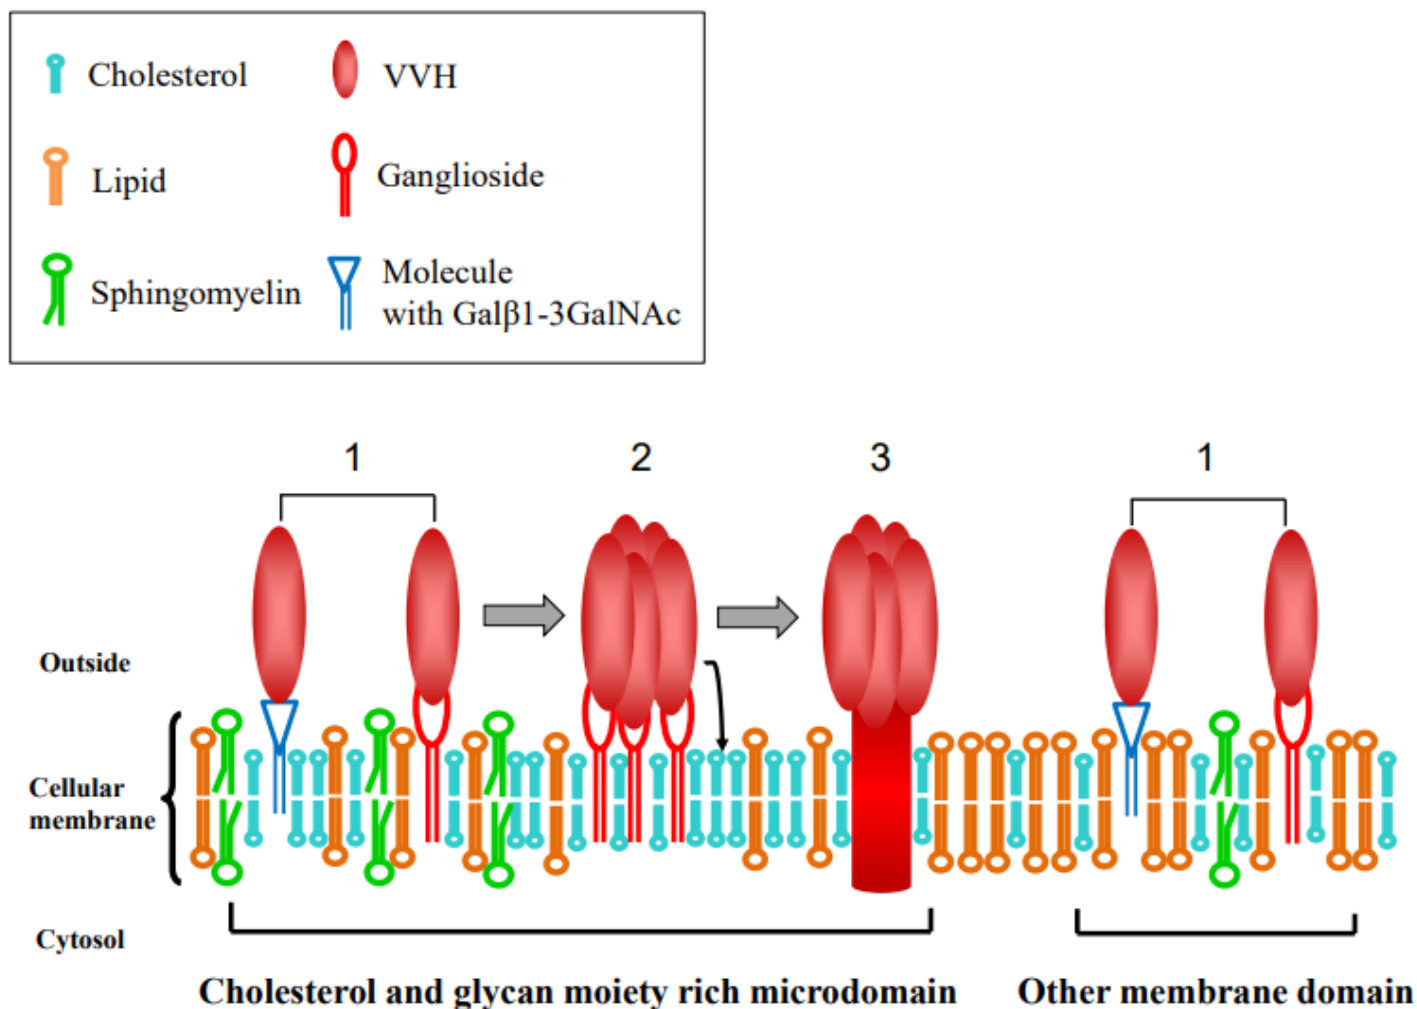 Cholesterol
VVH
Lipid
Ganglioside
Sphingomyelin
Molecule
with Galβ1-3GalNAc
1
2
3
1
Outside
Cellular
membrane
Cytosol
Cholesterol and glycan moiety rich microdomain
Other membrane domain